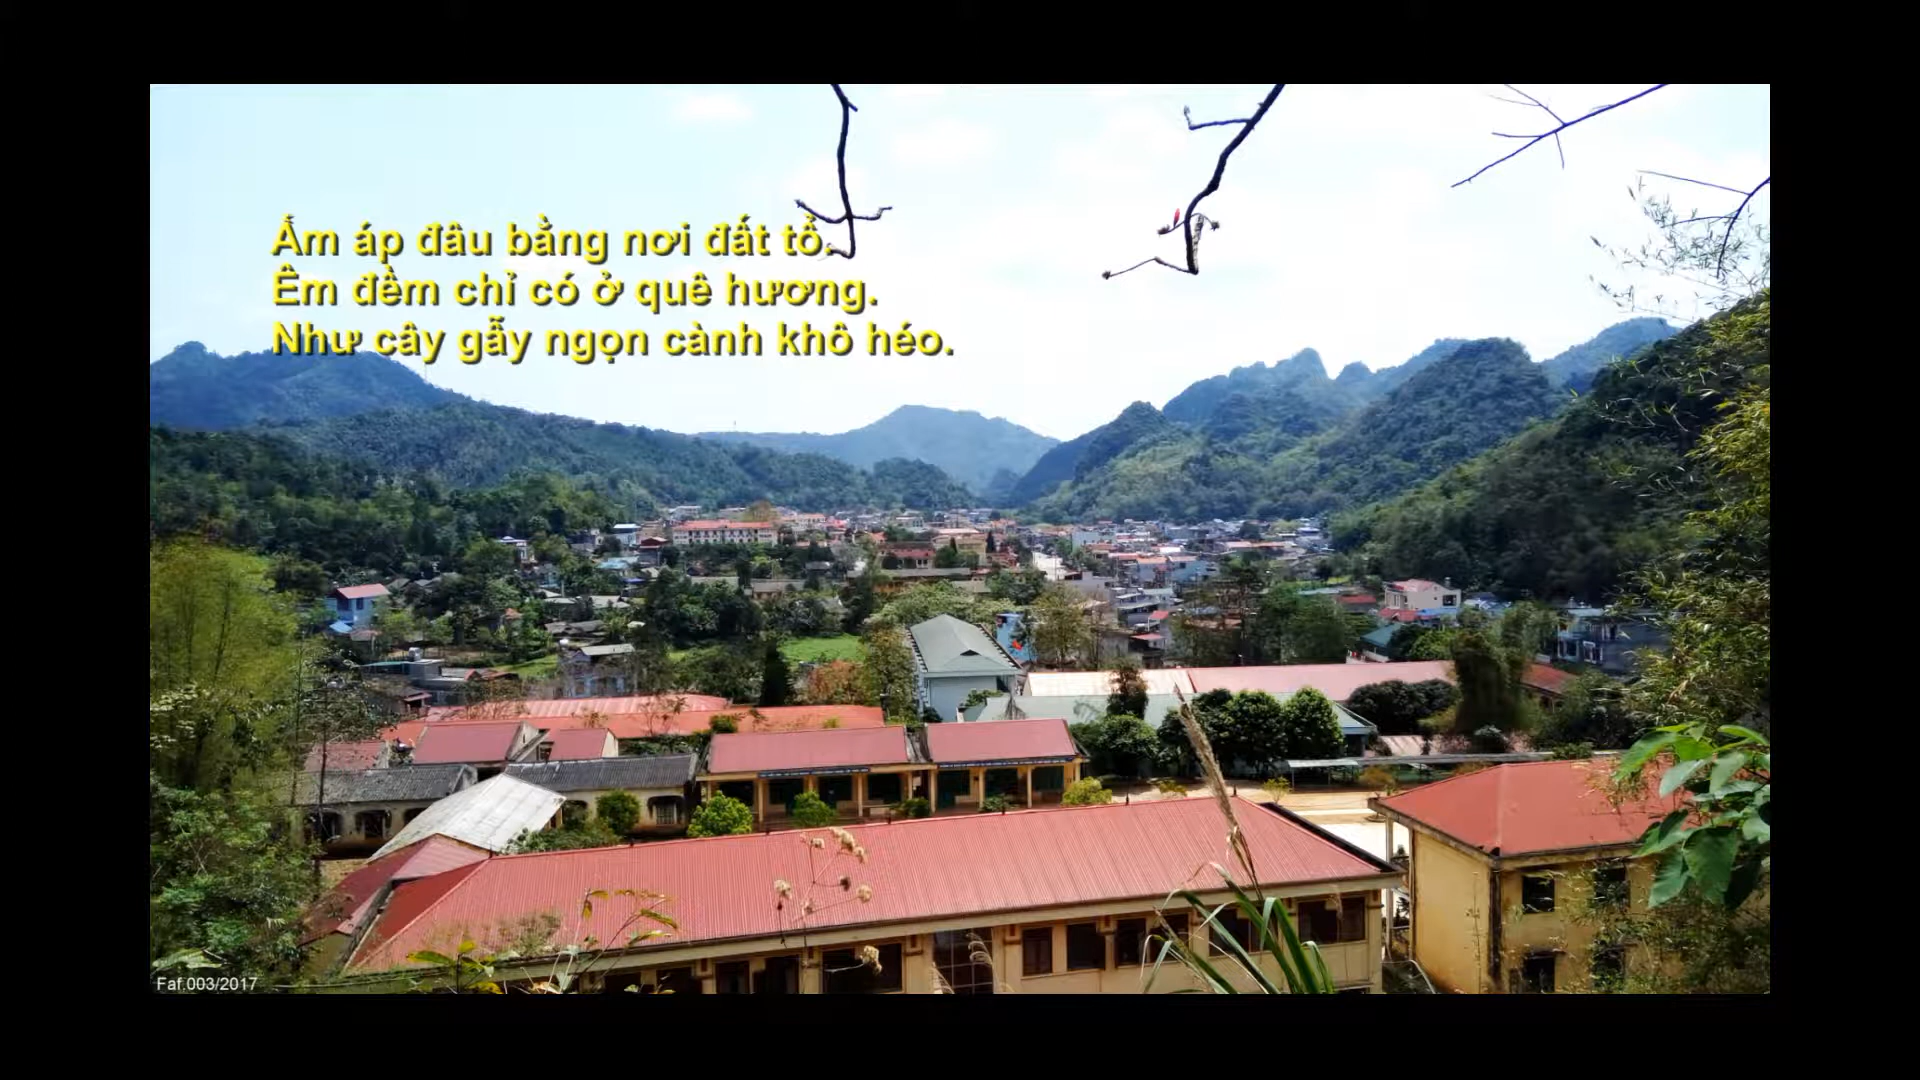 Ấm áp đâu bằng nơi đất tổ.
Êm đềm chỉ có ở quê hương.
Như cây gẫy ngọn cành khô héo.
Faf.003/2017